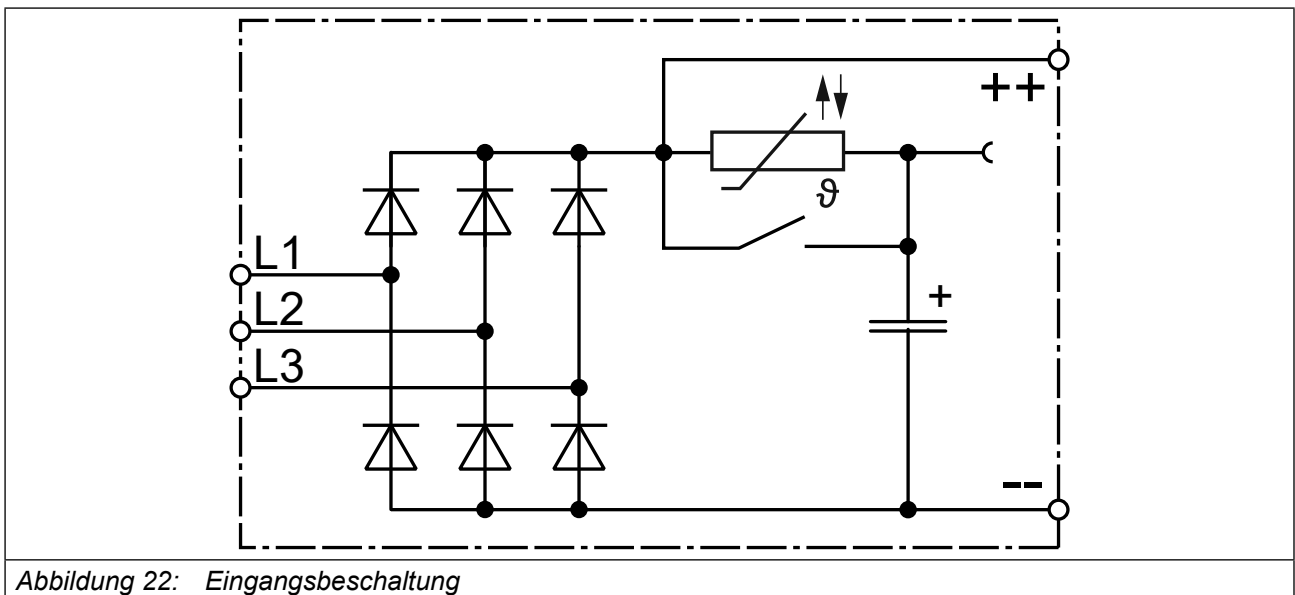 ++
ϑ
L1
+
L2
L3
--
Abbildung 22: Eingangsbeschaltung